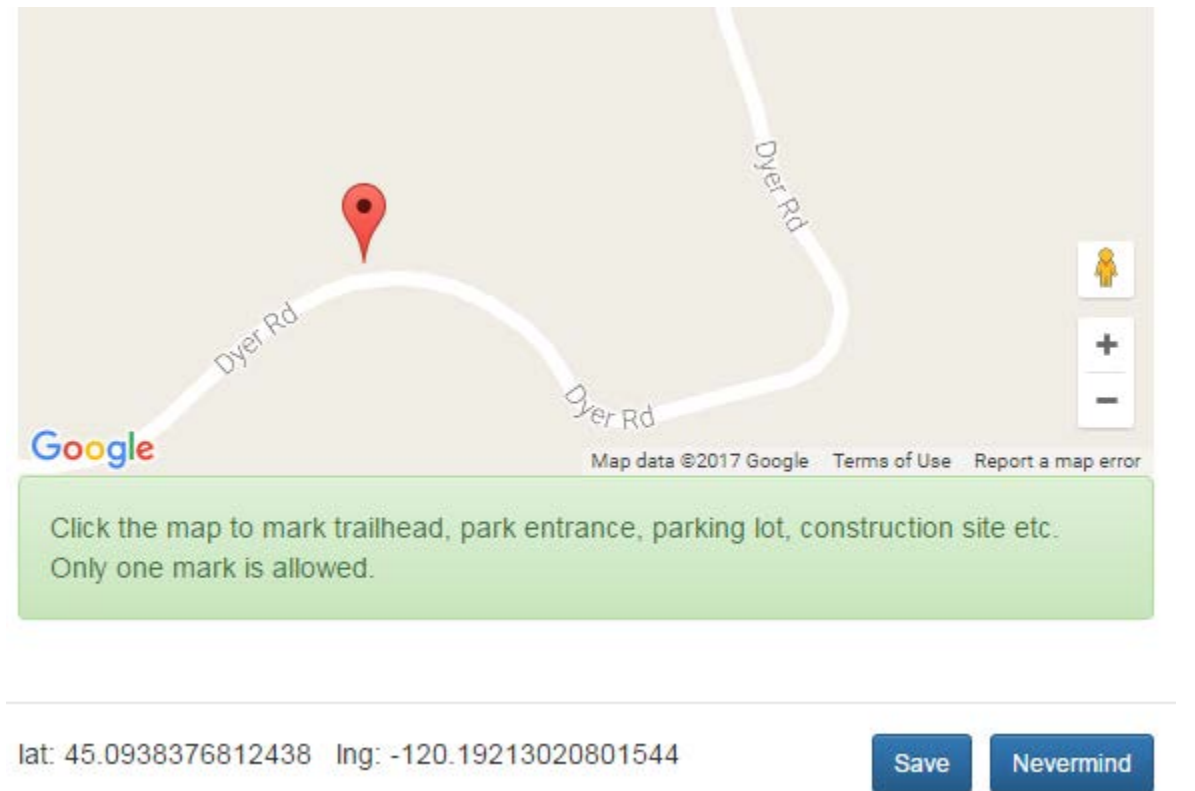 Dyer Rd
Dyer Rd
Dyer Rd
Google
Map data ©2017 Google Terms of Use Report a map error
Click the map to mark trailhead, park entrance, parking lot, construction site etc.
Only one mark is allowed.
lat: 45.0938376812438 lng: -120.19213020801544
Save Nevermind